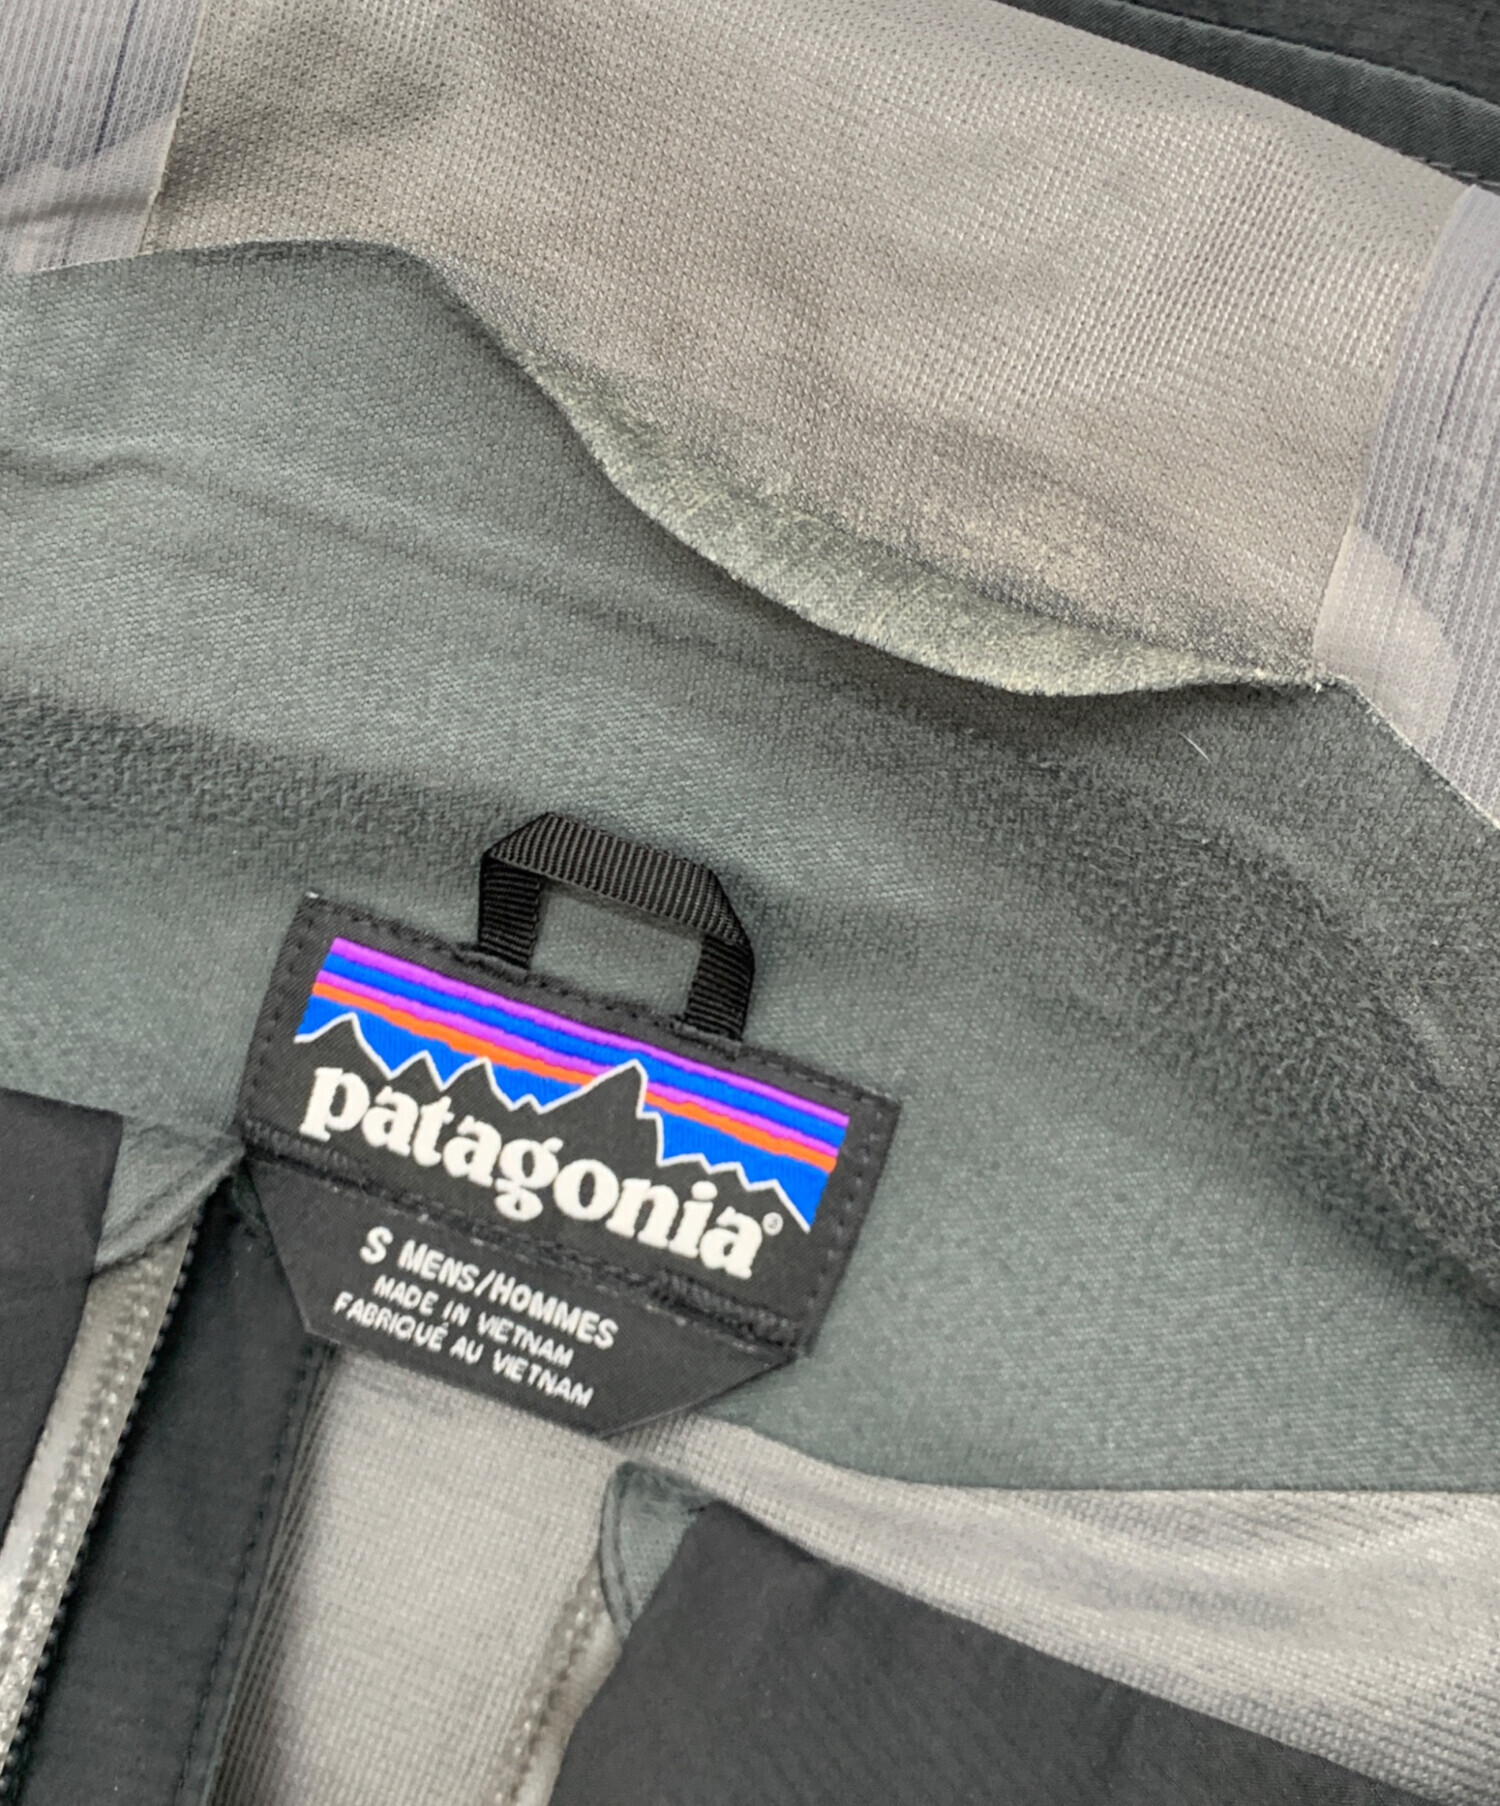 patagonia®
S MENS/HOMMES
MADE IN VIETNAM
FABRIQUÉ AU VIETNAM